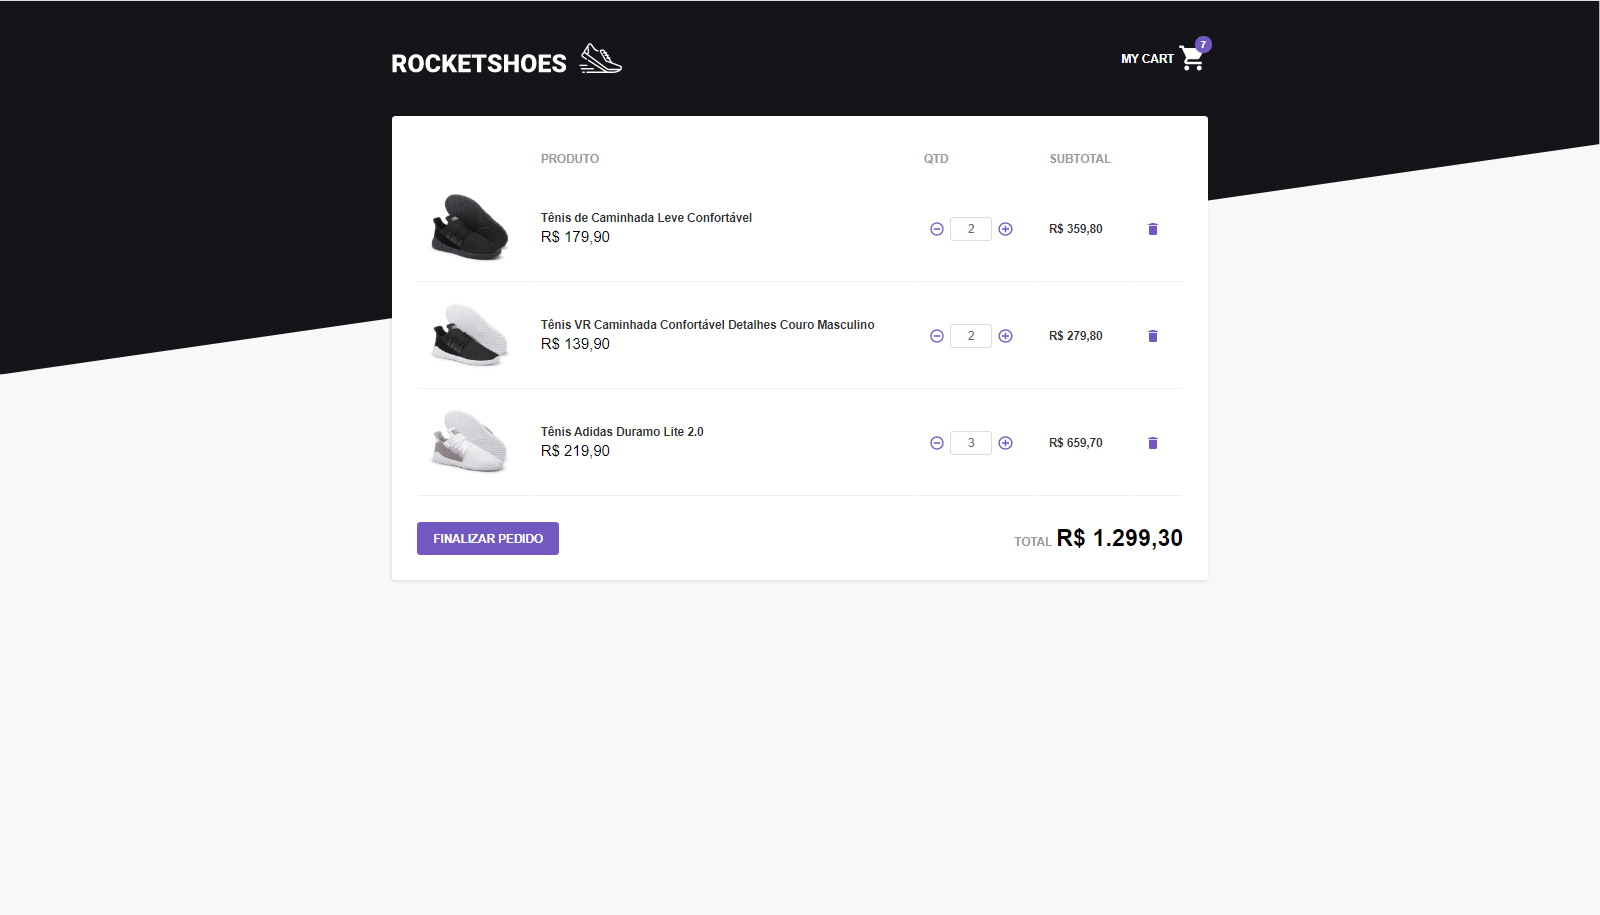 ROCKETSHOES
MY CART 7
PRODUTO QTD SUBTOTAL
Tênis de Caminhada Leve Confortável
R$ 179,90
2
R$ 359,80
Tênis VR Caminhada Confortável Detalhes Couro Masculino
R$ 139,90
2
R$ 279,80
Tênis Adidas Duramo Lite 2.0
R$ 219,90
3
R$ 659,70
FINALIZAR PEDIDO
TOTAL R$ 1.299,30